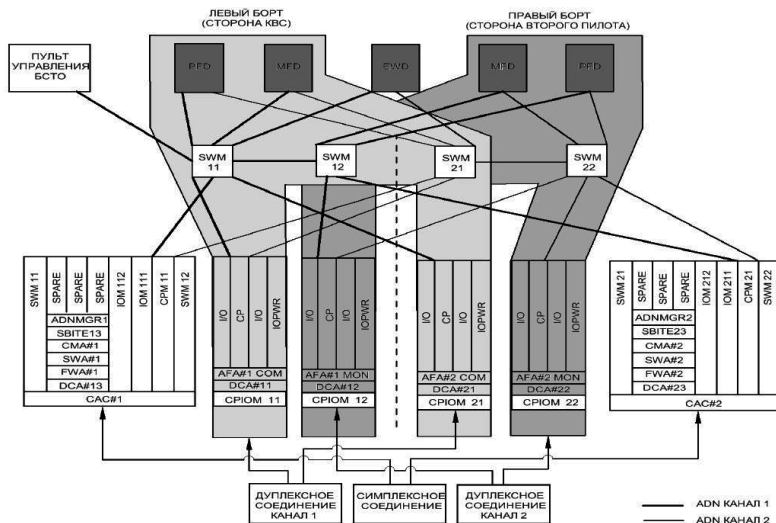 ЛЕВЫЙ БОРТ
(СТОРОНА КВС)
ПРАВЫЙ БОРТ
(СТОРОНА ВТОРОГО ПИЛОТА)
ПУЛЬТ
УПРАВЛЕНИЯ
БСТО
PFD
MFD
EWD
MFD
PFD
SWM
11
SWM
12
SWM
21
SWM
22
SWM 11
SPARE
SPARE
SPARE
IOM 112
IOM 111
CPM 11
SWM 12
ADNMGR1
SBITE13
CMA#1
SWA#1
FWA#1
DCA#13
CAC#1
I/O
CP
I/O
IOPWR
AFA#1 COM
DCA#11
CPIOM 11
I/O
CP
I/O
IOPWR
AFA#1 MON
DCA#12
CPIOM 12
I/O
CP
I/O
IOPWR
AFA#2 COM
DCA#21
CPIOM 21
I/O
CP
I/O
IOPWR
AFA#2 MON
DCA#22
CPIOM 22
SWM 21
SPARE
SPARE
SPARE
IOM 212
IOM 211
CPM 21
SWM 22
ADNMGR2
SBITE23
CMA#2
SWA#2
FWA#2
DCA#23
CAC#2
ДУПЛЕКСНОЕ
СОЕДИНЕНИЕ
КАНАЛ 1
СИМПЛЕКСНОЕ
СОЕДИНЕНИЕ
ДУПЛЕКСНОЕ
СОЕДИНЕНИЕ
КАНАЛ 2
ADN КАНАЛ 1
ADN КАНАЛ 2